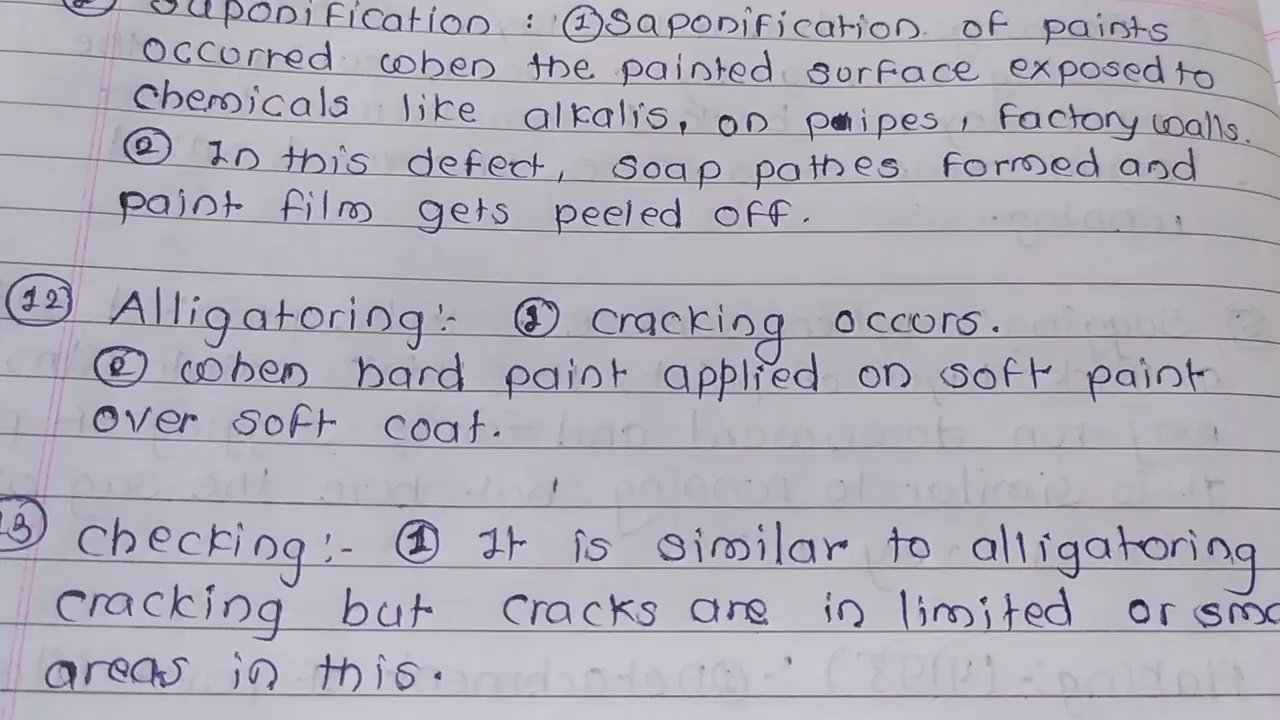 Saponification : ① Saponification of paints
occurred when the painted surface exposed to
chemicals like alkalis, on pipes, factory walls.
② In this defect, soap pathes formed and
paint film gets peeled off.
⑫ Alligatoring:- ① cracking occurs.
② when hard paint applied on soft paint
over soft coat.
checking:- ① It is similar to alligatoring
cracking but cracks are in limited or
areas in this.